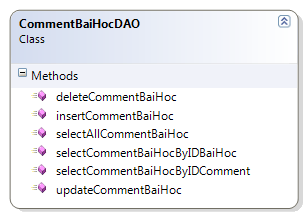 CommentBaiHocDAO
Class
Methods
deleteCommentBaiHoc
insertCommentBaiHoc
selectAllCommentBaiHoc
selectCommentBaiHocByIDBaiHoc
selectCommentBaiHocByIDComment
updateCommentBaiHoc